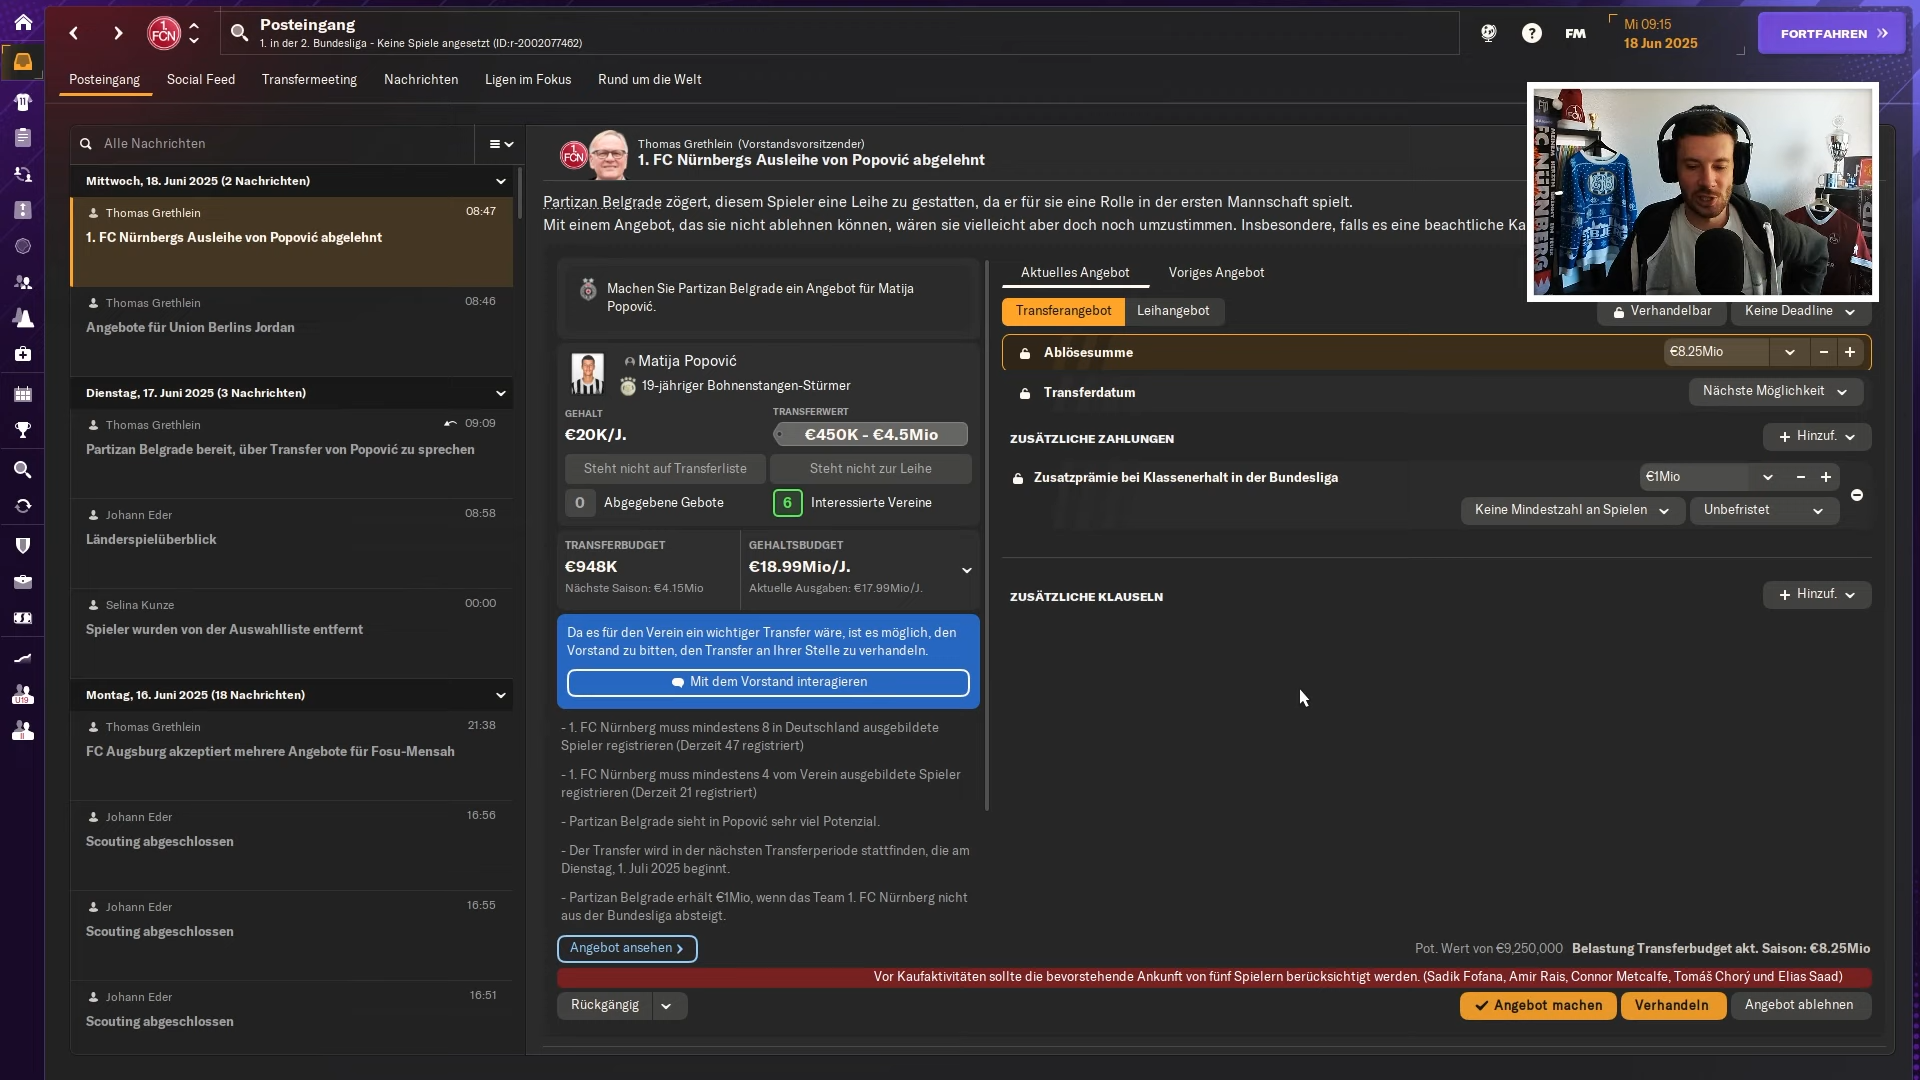 Posteingang
1. in der 2. Bundesliga - Keine Spiele angesetzt (ID:r-2002077462)
FM
Mi 09:15
18 Jun 2025
FORTFAHREN
Posteingang
Social Feed
Transfermeeting
Nachrichten
Ligen im Fokus
Rund um die Welt
Alle Nachrichten
Mittwoch, 18. Juni 2025 (2 Nachrichten)
Thomas Grethlein
08:47
1. FC Nürnbergs Ausleihe von Popović abgelehnt
Thomas Grethlein
08:46
Angebote für Union Berlins Jordan
Dienstag, 17. Juni 2025 (3 Nachrichten)
Thomas Grethlein
09:09
Partizan Belgrade bereit, über Transfer von Popović zu sprechen
Johann Eder
08:58
Länderspielüberblick
Selina Kunze
00:00
Spieler wurden von der Auswahlliste entfernt
Montag, 16. Juni 2025 (18 Nachrichten)
Thomas Grethlein
21:38
FC Augsburg akzeptiert mehrere Angebote für Fosu-Mensah
Johann Eder
16:56
Scouting abgeschlossen
Johann Eder
16:55
Scouting abgeschlossen
Johann Eder
16:51
Scouting abgeschlossen
Thomas Grethlein (Vorstandsvorsitzender)
1. FC Nürnbergs Ausleihe von Popović abgelehnt
Partizan Belgrade zögert, diesem Spieler eine Leihe zu gestatten, da er für sie eine Rolle in der ersten Mannschaft spielt.
Mit einem Angebot, das sie nicht ablehnen können, wären sie vielleicht aber doch noch umzustimmen. Insbesondere, falls es eine beachtliche Ka
Machen Sie Partizan Belgrade ein Angebot für Matija
Popović.
Matija Popović
19-jähriger Bohnenstangen-Stürmer
GEHALT
TRANSFERWERT
€20K/J.
€450K - €4.5Mio
Steht nicht auf Transferliste
Steht nicht zur Leihe
0 Abgegebene Gebote
6 Interessierte Vereine
TRANSFERBUDGET
GEHALTSBUDGET
€948K
€18.99Mio/J.
Nächste Saison: €4.15Mio
Aktuelle Ausgaben: €17.99Mio/J.
Da es für den Verein ein wichtiger Transfer wäre, ist es möglich, den
Vorstand zu bitten, den Transfer an Ihrer Stelle zu verhandeln.
Mit dem Vorstand interagieren
- 1. FC Nürnberg muss mindestens 8 in Deutschland ausgebildete
Spieler registrieren (Derzeit 47 registriert)
- 1. FC Nürnberg muss mindestens 4 vom Verein ausgebildete Spieler
registrieren (Derzeit 21 registriert)
- Partizan Belgrade sieht in Popović sehr viel Potenzial.
- Der Transfer wird in der nächsten Transferperiode stattfinden, die am
Dienstag, 1. Juli 2025 beginnt.
- Partizan Belgrade erhält €1Mio, wenn das Team 1. FC Nürnberg nicht
aus der Bundesliga absteigt.
Angebot ansehen
Aktuelles Angebot
Voriges Angebot
Transferangebot
Leihangebot
Verhandelbar
Keine Deadline
Ablösesumme
€8.25Mio
Transferdatum
Nächste Möglichkeit
ZUSÄTZLICHE ZAHLUNGEN
Hinzuf.
Zusatzprämie bei Klassenerhalt in der Bundesliga
€1Mio
Keine Mindestzahl an Spielen
Unbefristet
ZUSÄTZLICHE KLAUSELN
Hinzuf.
Pot. Wert von €9,250,000 Belastung Transferbudget akt. Saison: €8.25Mio
Vor Kaufaktivitäten sollte die bevorstehende Ankunft von fünf Spielern berücksichtigt werden. (Sadik Fofana, Amir Rais, Connor Metcalfe, Tomáš Chorý und Elias Saad)
Rückgängig
Angebot machen
Verhandeln
Angebot ablehnen
U19
II